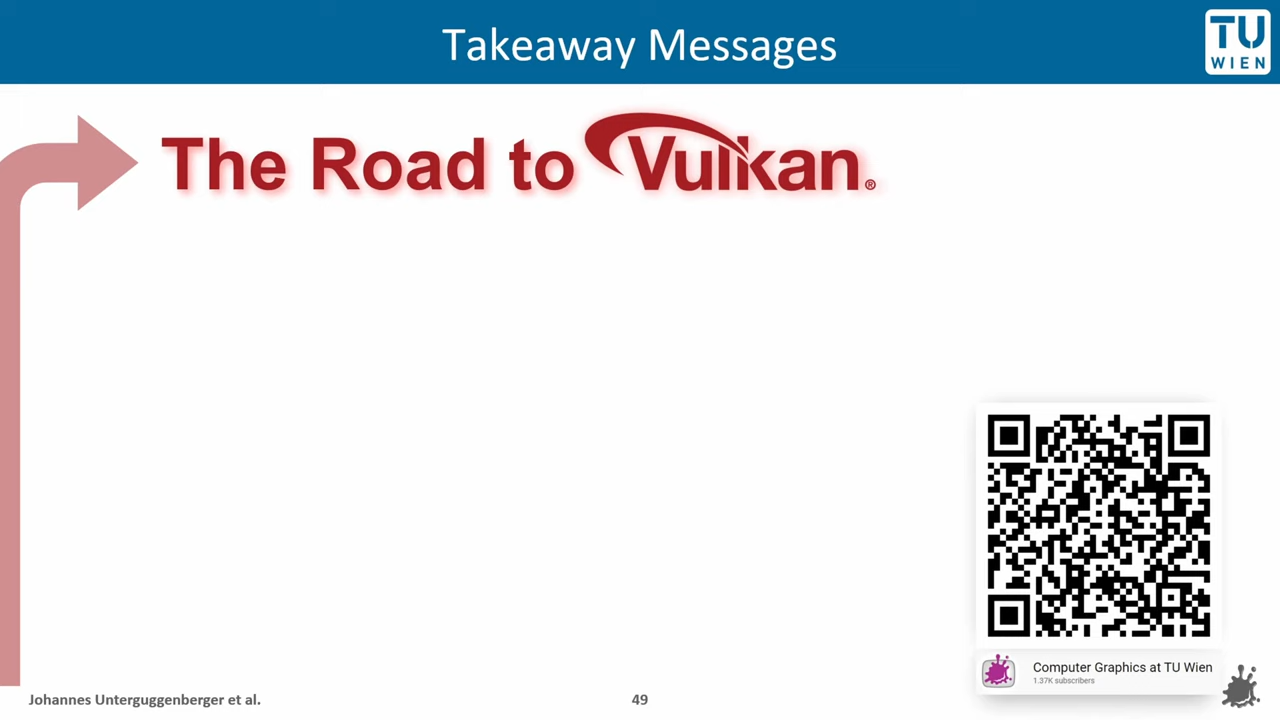 Takeaway Messages
TU
WIEN
The Road to Vulkan®
Computer Graphics at TU Wien
1.37K subscribers
Johannes Unterguggenberger et al.
49